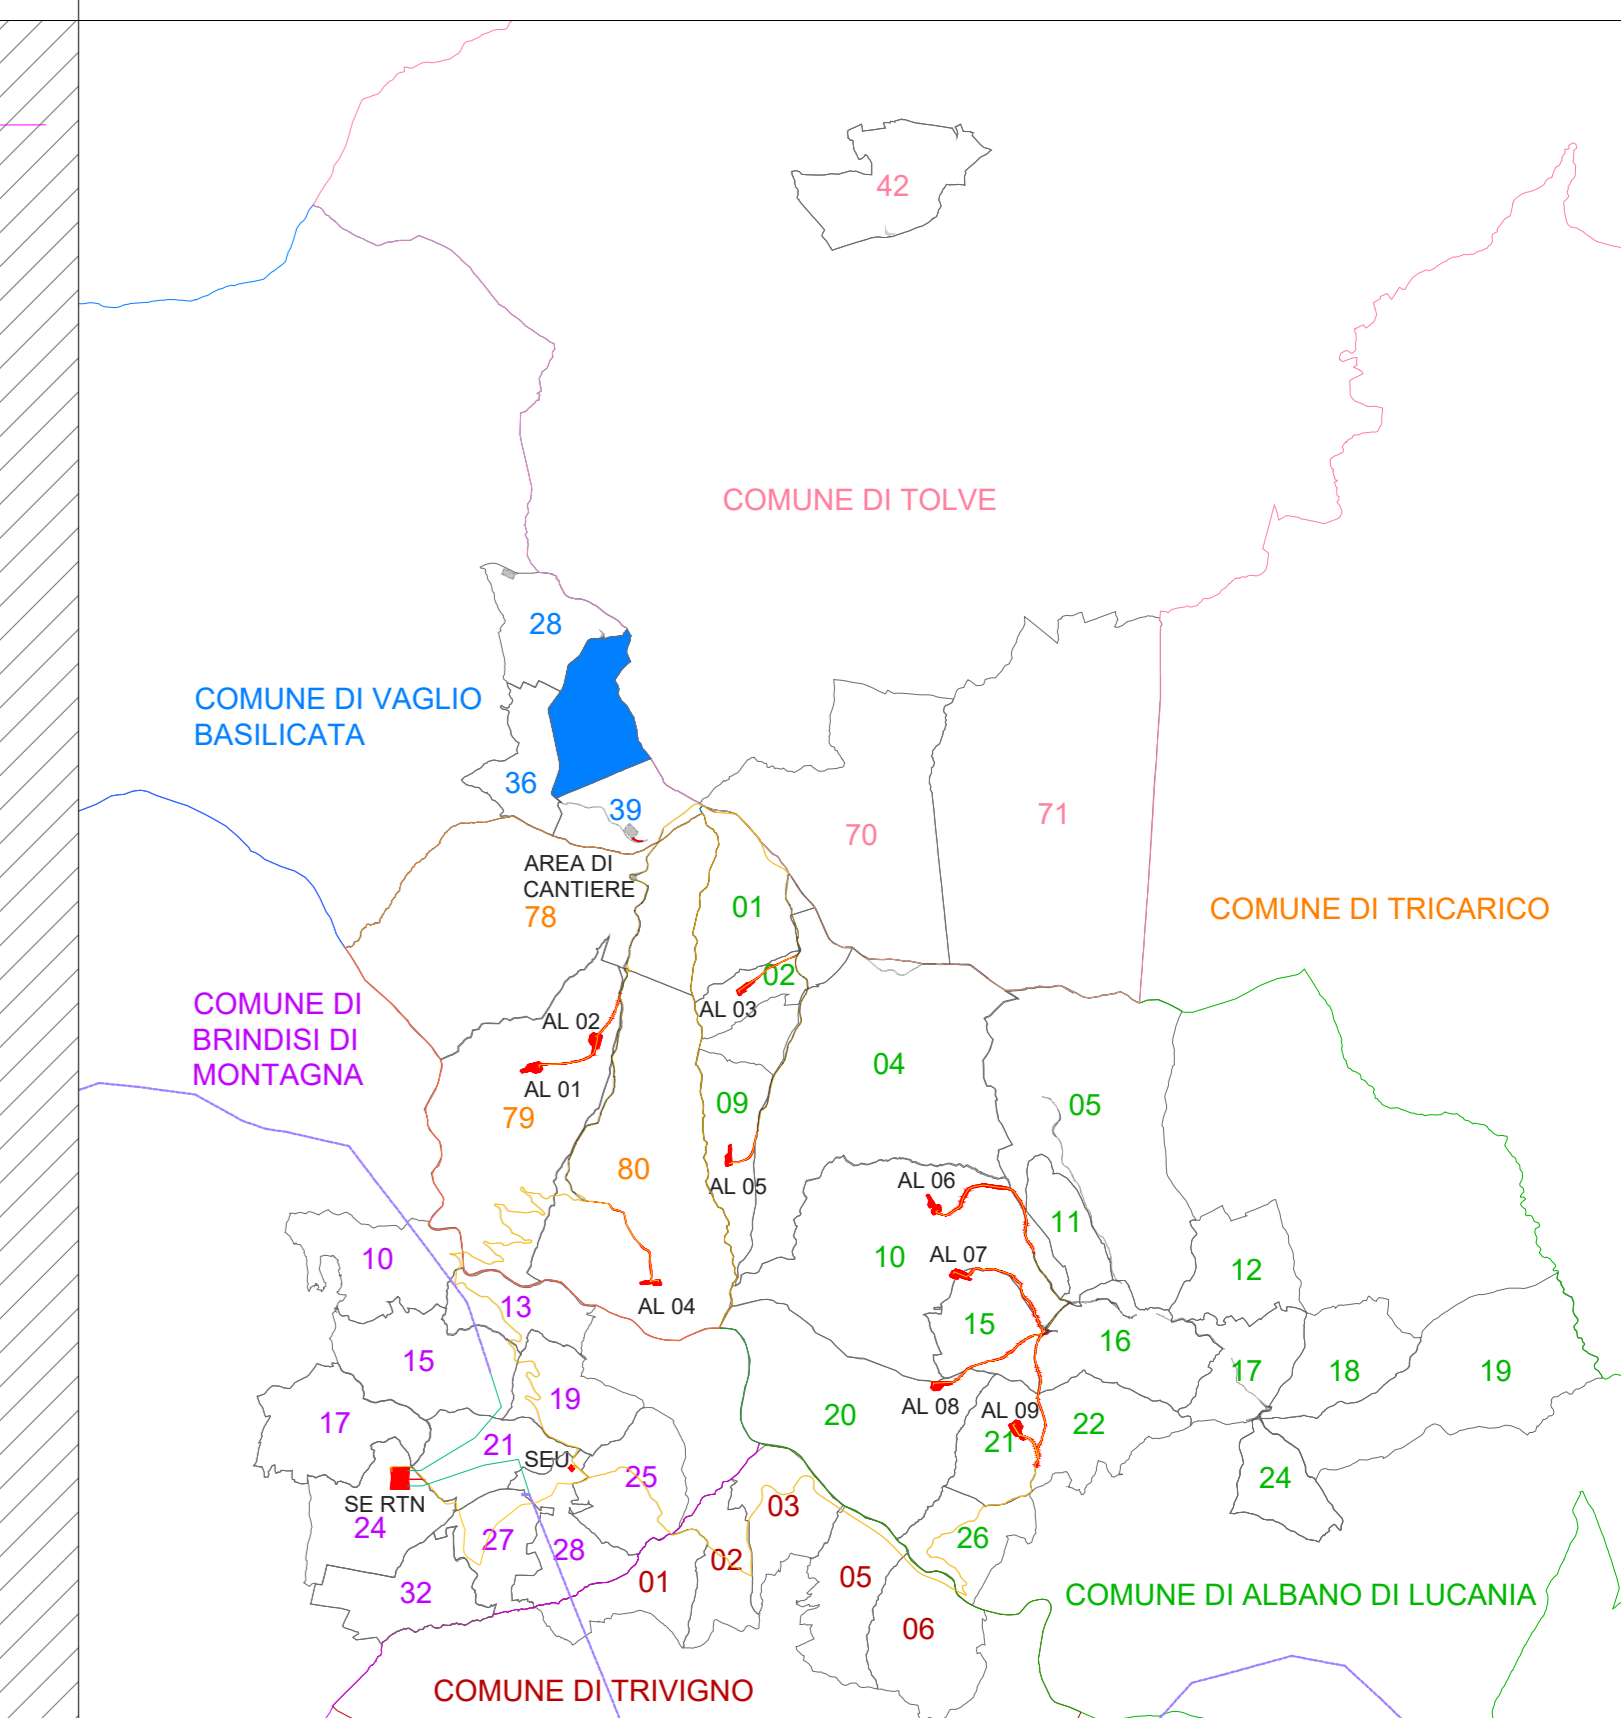 42
COMUNE DI TOLVE
28
COMUNE DI VAGLIO
BASILICATA
36
39
70
71
AREA DI
CANTIERE
78
01
COMUNE DI TRICARICO
02
AL 03
COMUNE DI
BRINDISI DI
MONTAGNA
AL 02
AL 01
79
04
09
05
80
AL 05
AL 06
11
10
10
AL 07
12
13
AL 04
15
16
15
17
18
19
19
17
20
AL 08
AL 09
21
22
21
SEU
25
24
SE RTN
24
03
27
28
26
02
01
05
32
06
COMUNE DI ALBANO DI LUCANIA
COMUNE DI TRIVIGNO